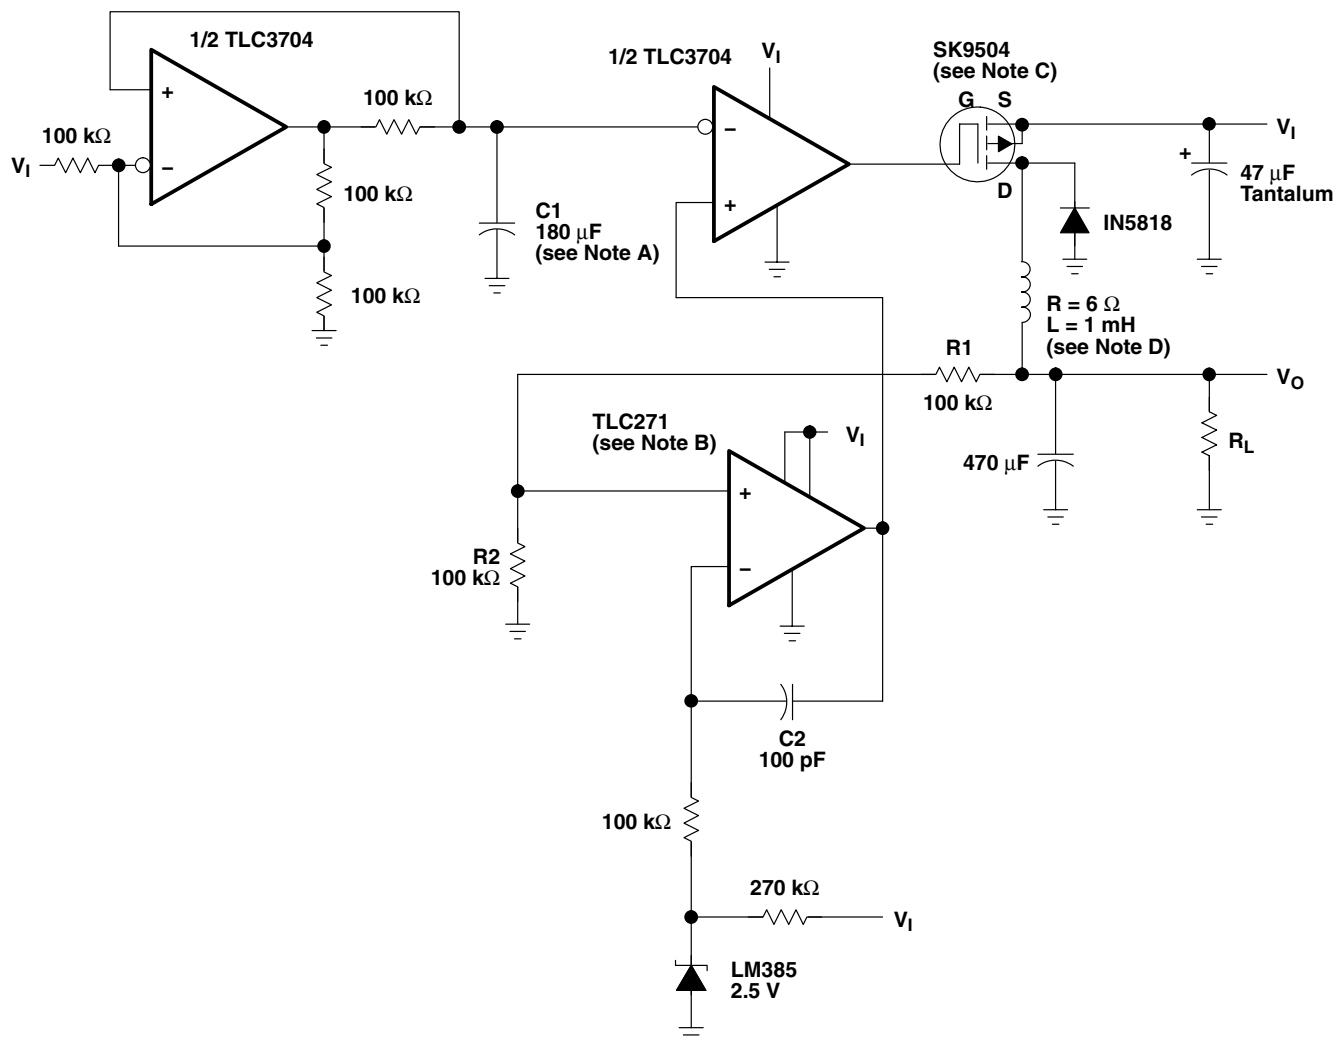 1/2 TLC3704
+
100 kΩ
100 kΩ
VI
−
100 kΩ
100 kΩ
C1
180 μF
(see Note A)
1/2 TLC3704
VI
−
+
SK9504
(see Note C)
G S
D
VI
+
47 μF
Tantalum
IN5818
R = 6 Ω
L = 1 mH
(see Note D)
R1
100 kΩ
VO
470 μF
RL
TLC271
(see Note B)
VI
+
−
R2
100 kΩ
C2
100 pF
100 kΩ
270 kΩ
VI
LM385
2.5 V